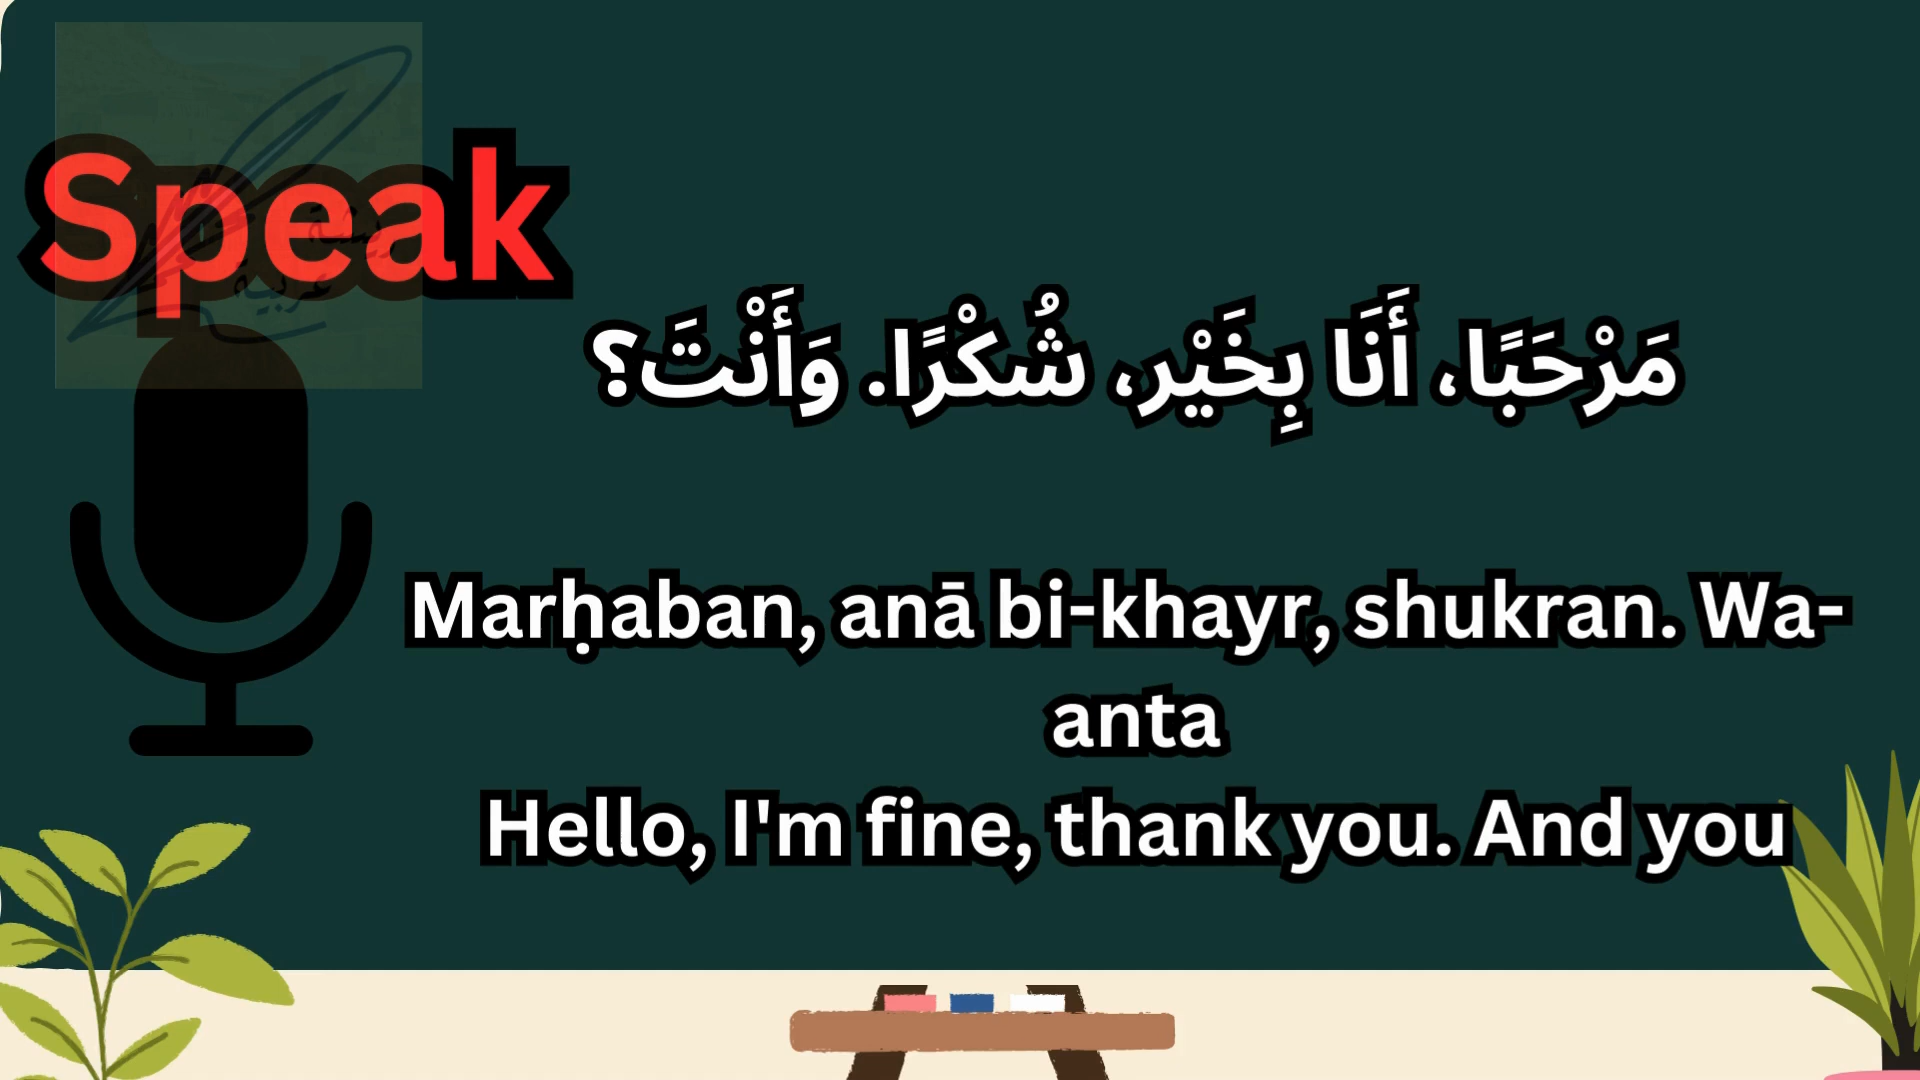 Speak
مَرْحَبًا، أَنَا بِخَيْر، شُكْرًا. وَأَنْتَ؟
Marḥaban, anā bi-khayr, shukran. Wa-
anta
Hello, I'm fine, thank you. And you